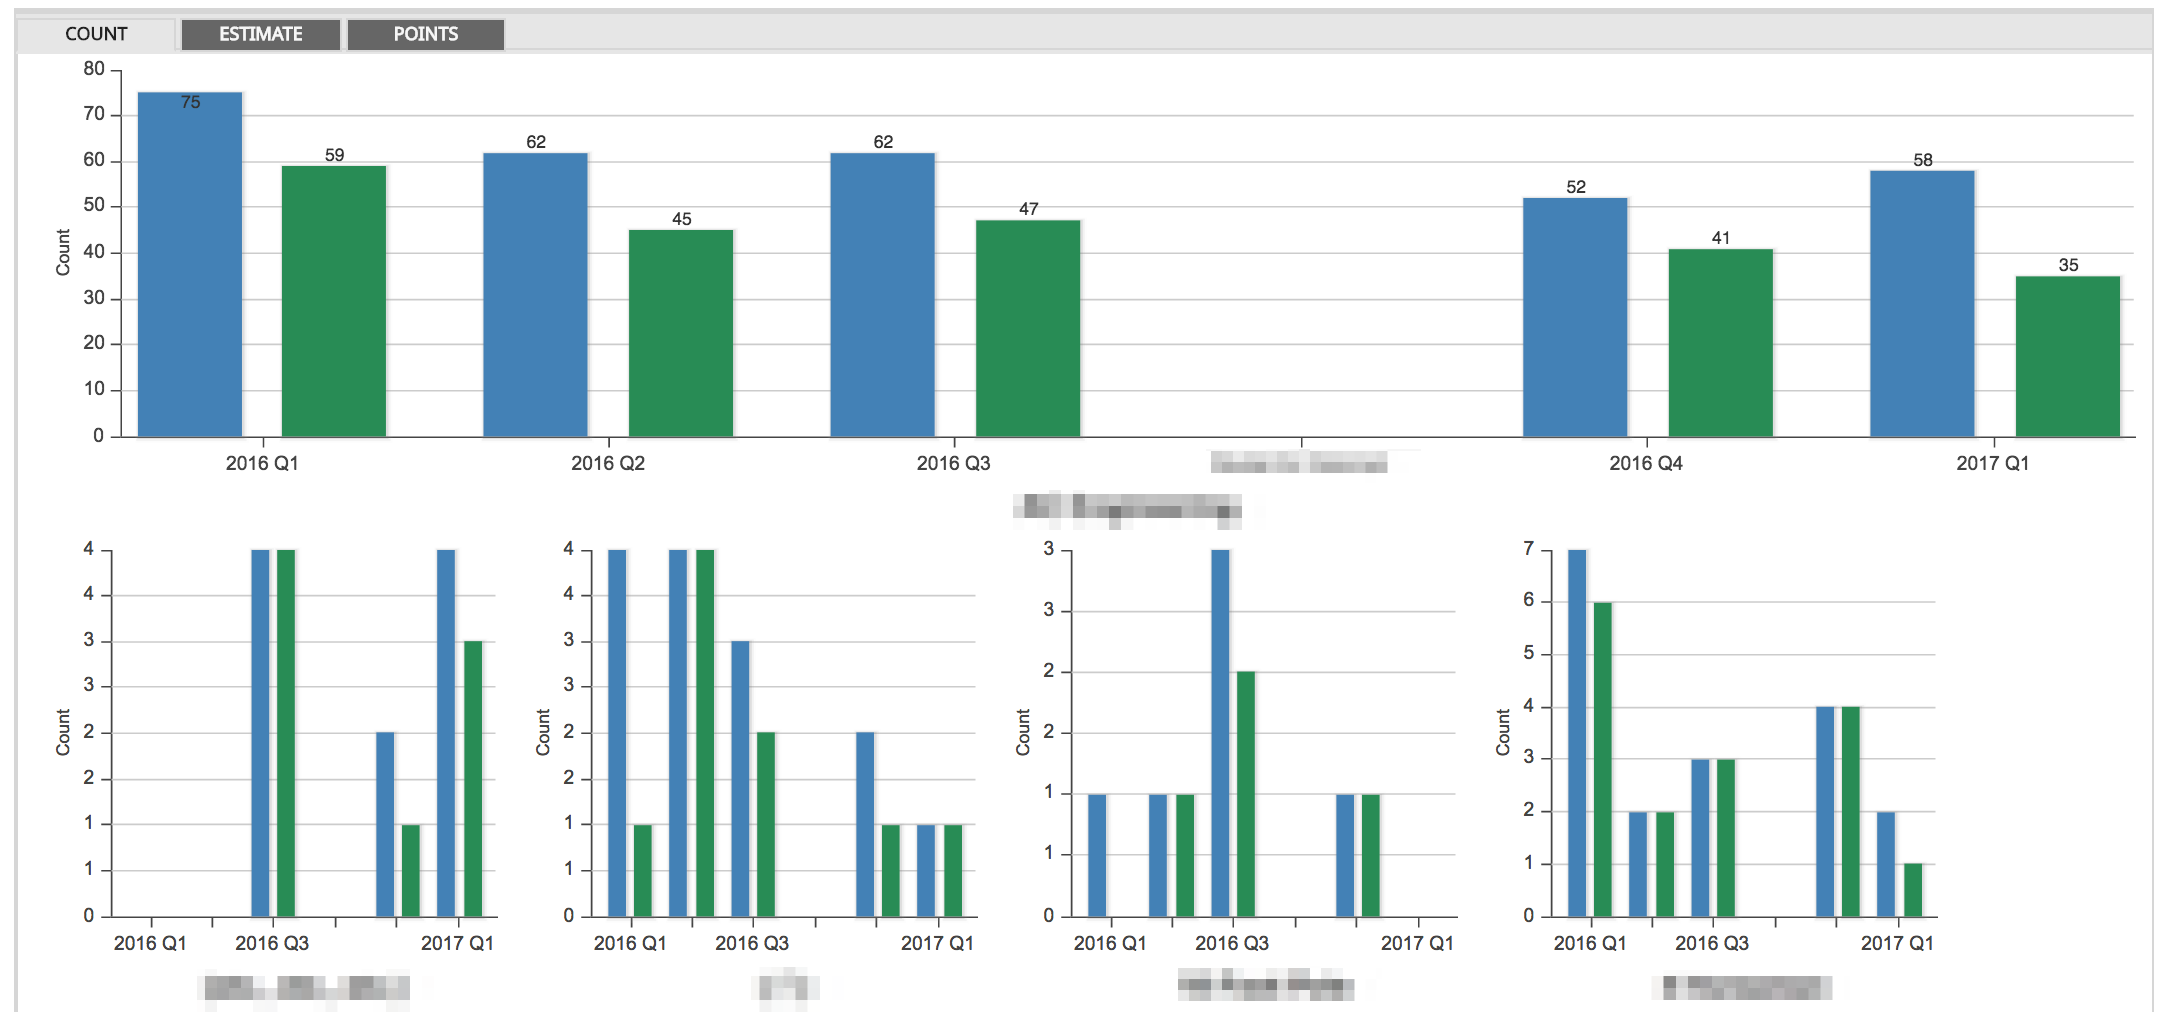 COUNT ESTIMATE POINTS
80
75
70
62 62
59 58
60
52
50
47
45
41
40
Count
35
30
20
10
0
2016 Q1 2016 Q2 2016 Q3 2016 Q4 2017 Q1
4 4 3 3 2 2 1 1 0
Count
2016 Q1 2016 Q3 2017 Q1
4 4 3 3 2 2 1 1 0
Count
2016 Q1 2016 Q3 2017 Q1
3 3 2 2 1 1 0
Count
2016 Q1 2016 Q3 2017 Q1
7 6 5 4 3 2 1 0
Count
2016 Q1 2016 Q3 2017 Q1